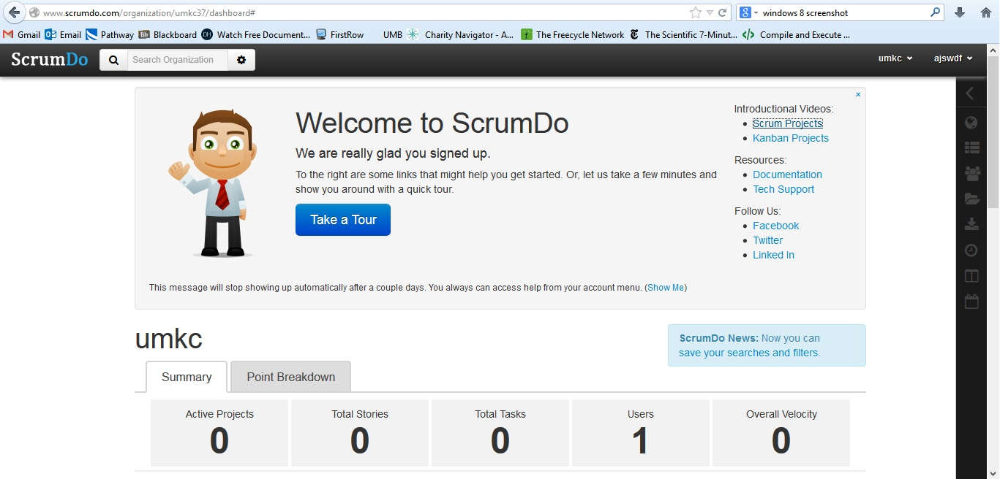 www.scrumdo.com/organization/umkc37/dashboard#
windows 8 screenshot
Gmail Email Pathway Bb Blackboard DH Watch Free Document... FirstRow UMB Charity Navigator - A... f The Freecycle Network The Scientific 7-Minut... </> Compile and Execute ...
ScrumDo Search Organization umkc ajswdf
×
Welcome to ScrumDo
We are really glad you signed up.
To the right are some links that might help you get started. Or, let us take a few minutes and
show you around with a quick tour.
Take a Tour
Introductional Videos:
Scrum Projects
Kanban Projects
Resources:
Documentation
Tech Support
Follow Us:
Facebook
Twitter
Linked In
This message will stop showing up automatically after a couple days. You always can access help from your account menu. (Show Me)
umkc
ScrumDo News: Now you can
save your searches and filters.
Summary Point Breakdown
Active Projects Total Stories Total Tasks Users Overall Velocity
0 0 0 1 0